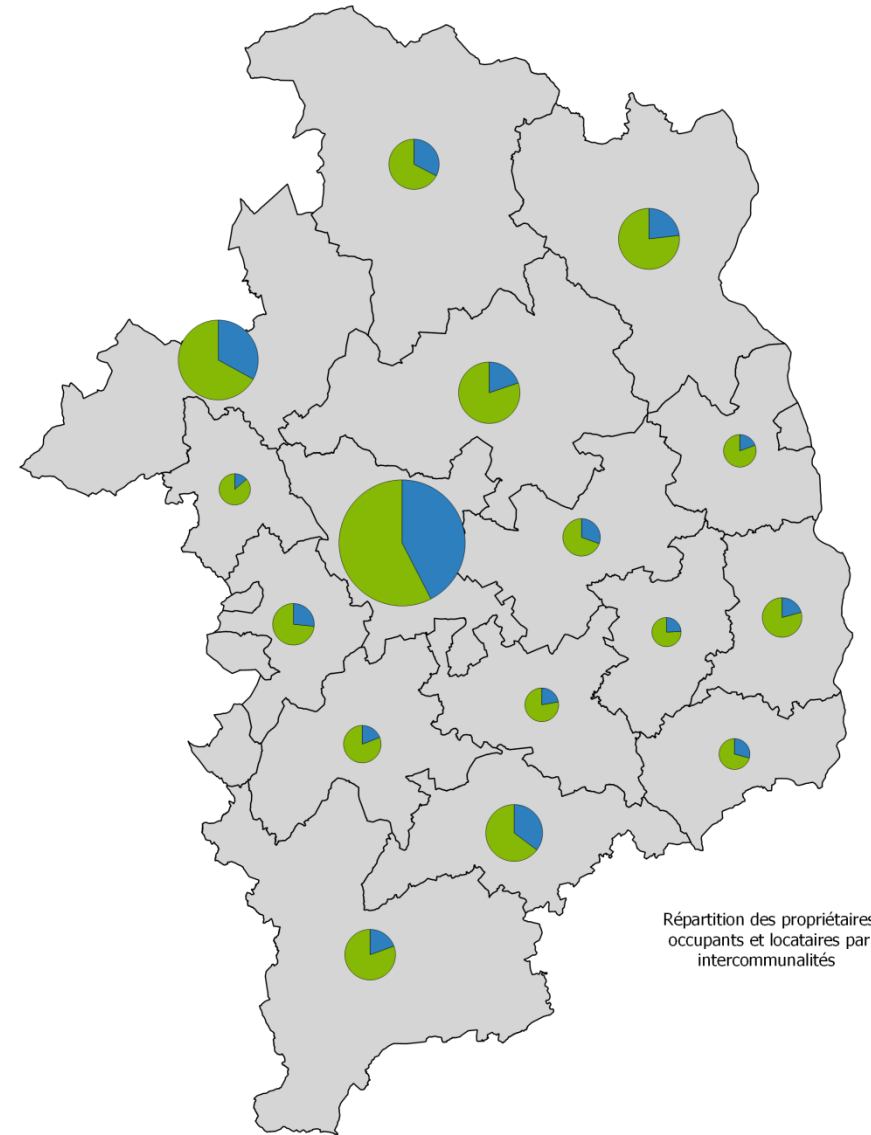 Répartition des propriétaires
occupants et locataires par
intercommunalités